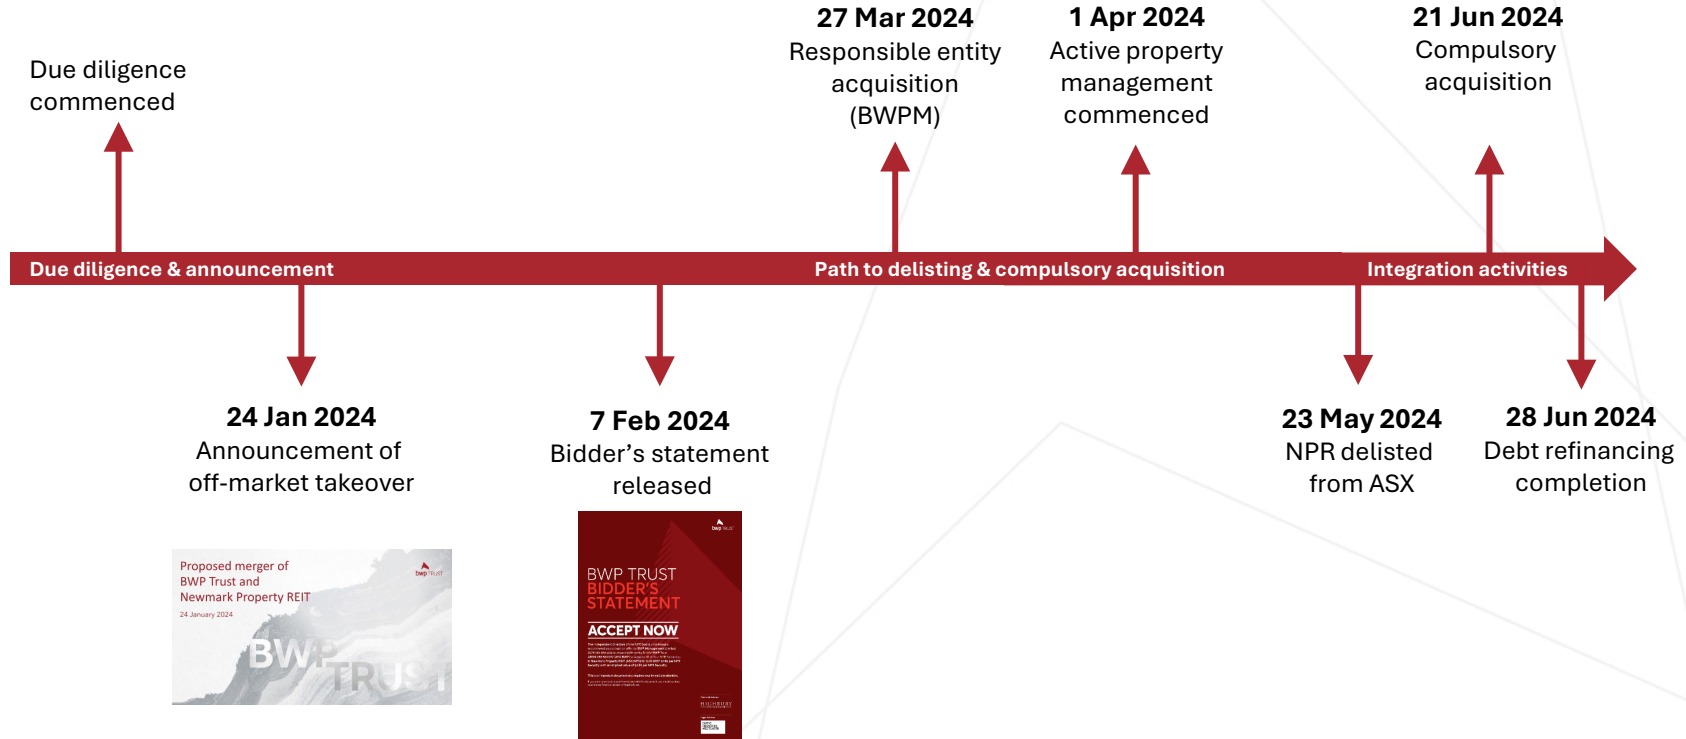 27 Mar 2024
Responsible entity
acquisition
(BWPM)
1 Apr 2024
Active property
management
commenced
21 Jun 2024
Compulsory
acquisition
Due diligence
commenced
Due diligence & announcement
Path to delisting & compulsory acquisition
Integration activities
24 Jan 2024
Announcement of
off-market takeover
7 Feb 2024
Bidder’s statement
released
23 May 2024
NPR delisted
from ASX
28 Jun 2024
Debt refinancing
completion
Proposed merger of
BWP Trust and
Newmark Property REIT
24 January 2024
bwp TRUST
BWP
TRUST
bwp TRUST
BWP TRUST
BIDDER'S
STATEMENT
ACCEPT NOW